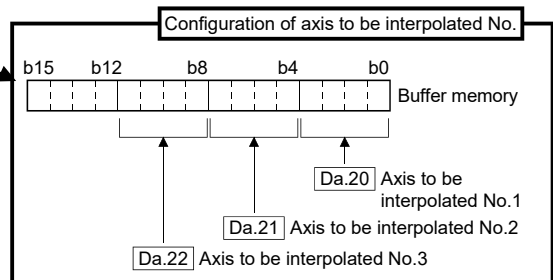 Configuration of axis to be interpolated No.
b15 b12 b8 b4 b0
Buffer memory
Da.20 Axis to be
interpolated No.1
Da.21 Axis to be interpolated No.2
Da.22 Axis to be interpolated No.3